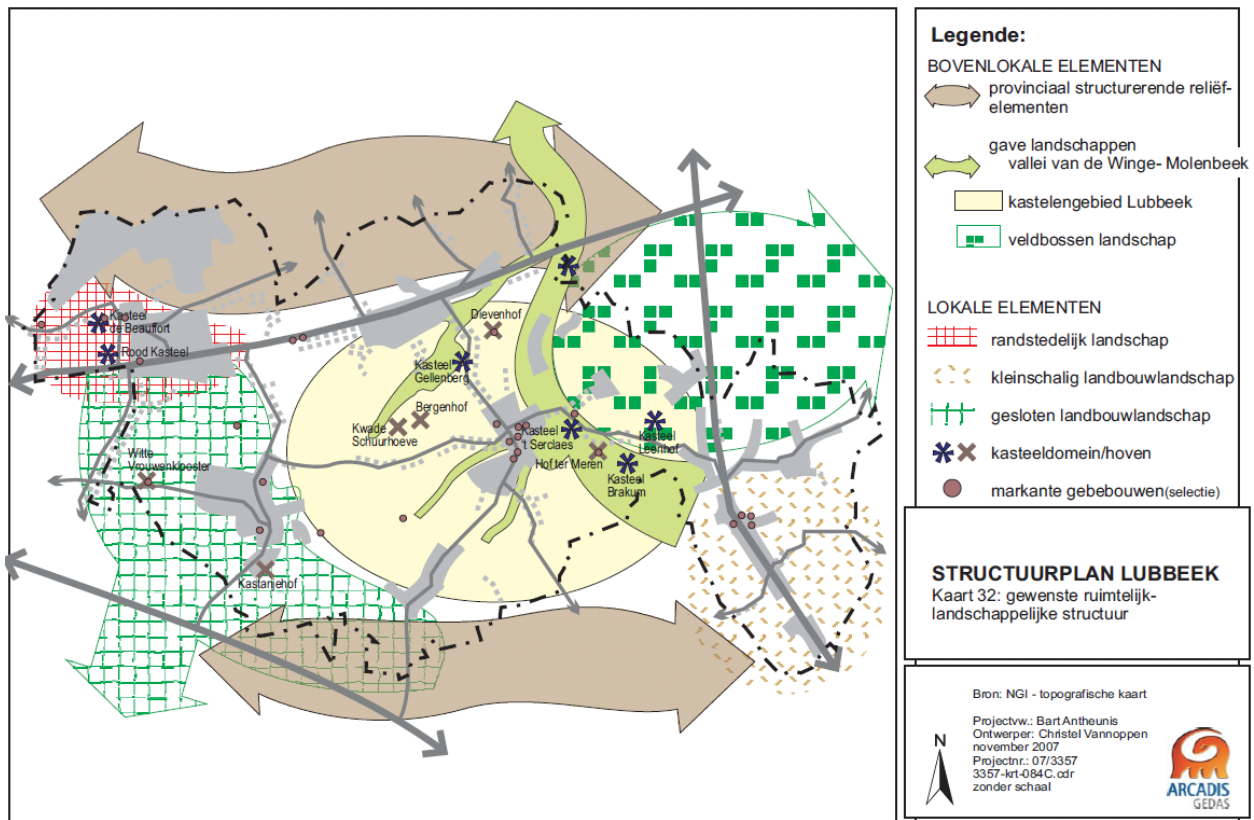 Kasteel
de Beauffort
Rood Kasteel
Dievenhof
Kasteel
Gellenberg
Bergenhof
Kwade
Schuurhoeve
Kasteel
't Serclaes
Kasteel
Leenhof
Hof ter Meren
Kasteel
Brakum
Witte
Vrouwenklooster
Kastanjehof
Legende:
BOVENLOKALE ELEMENTEN
provinciaal structurerende reliëf-
elementen
gave landschappen
vallei van de Winge- Molenbeek
kastelengebied Lubbeek
veldbossen landschap
LOKALE ELEMENTEN
randstedelijk landschap
kleinschalig landbouwlandschap
gesloten landbouwlandschap
kasteeldomein/hoven
markante gebebouwen(selectie)
STRUCTUURPLAN LUBBEEK
Kaart 32: gewenste ruimtelijk-
landschappelijke structuur
Bron: NGI - topografische kaart
Projectvw.: Bart Antheunis
Ontwerper: Christel Vannoppen
november 2007
Projectnr.: 07/3357
3357-krt-084C.cdr
zonder schaal
N
ARCADIS
GEDAS